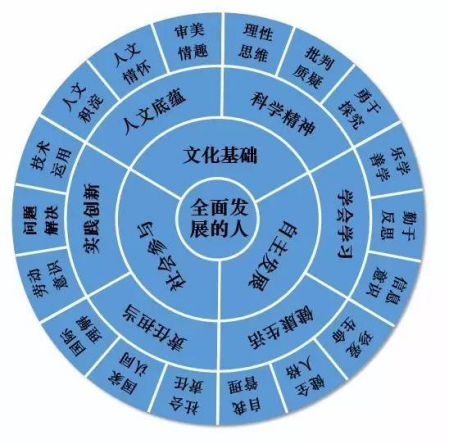 全面发
展的人
文化基础
自主发展
社会参与
人文底蕴
科学精神
学会学习
健康生活
责任担当
实践创新
人文
积淀
人文
情怀
审美
情趣
理性
思维
批判
质疑
勇于
探究
乐学
善学
勤于
反思
信息
意识
珍爱
生命
健全
人格
自我
管理
社会
责任
国家
认同
国际
理解
劳动
意识
问题
解决
技术
运用